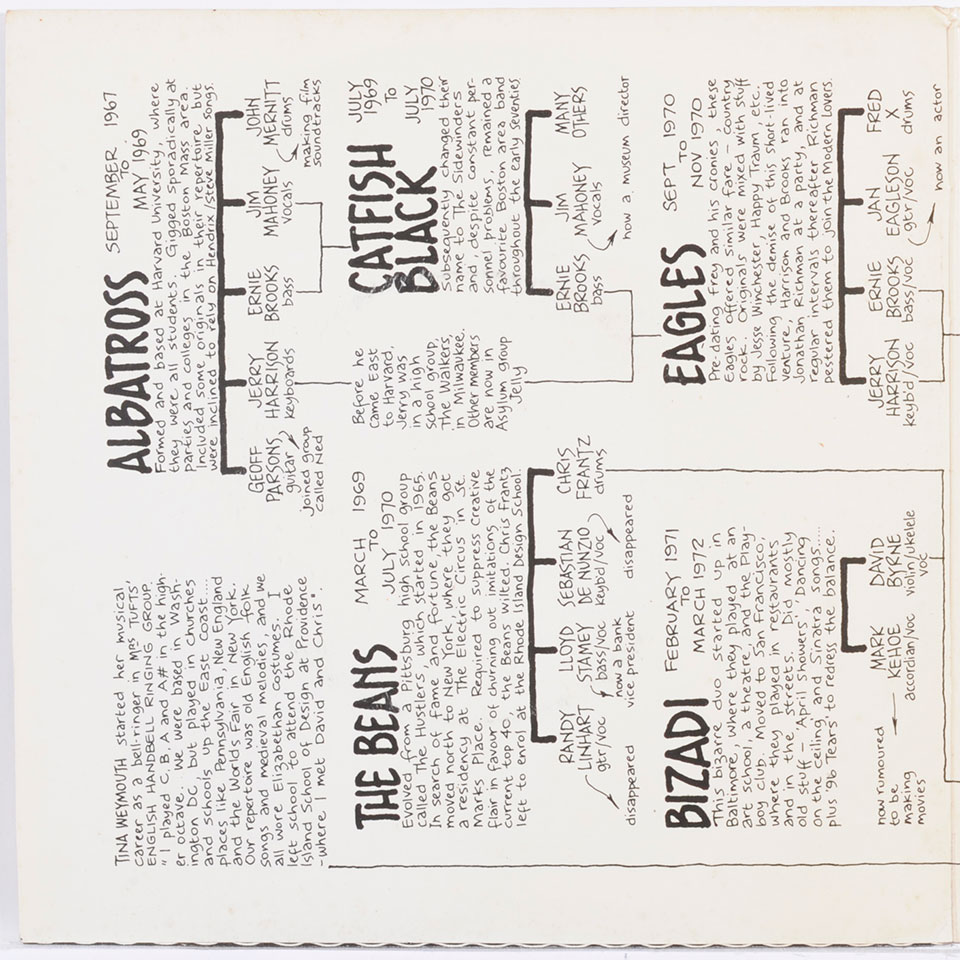 TINA WEYMOUTH started her musical
career as a bell-ringer in MRS TUFTS'
ENGLISH HANDBELL RINGING GROUP.
"I played C, B, A and A# in the high-
er octave. We were based in Wash-
ington DC, but played in churches
and schools up the East Coast....
places like Pennsylvania, New England
and the Worlds Fair in New York.
Our repertoire was old English folk
songs and medieval melodies, and we
all wore Elizabethan costumes. I
left school to attend the Rhode
Island School of Design at Providence
-where I met David and Chris".
ALBATROSS
SEPTEMBER 1967
TO
MAY 1969
Formed and based at Harvard University, where
they were all students. Gigged sporadically at
parties and colleges in the Boston Mass area.
Included some originals in their repertoire, but
were inclined to rely on Hendrix/Steve Miller songs.
GEOFF
PARSONS
guitar
Joined group
called Ned
JERRY
HARRISON
keyboards
ERNIE
BROOKS
bass
JIM
MAHONEY
vocals
JOHN
MERNITT
drums
making film
soundtracks
THE BEANS
MARCH 1969
TO
JULY 1970
Evolved from a Pittsburg high school group
called The Hustlers, which started in 1965.
In search of fame and fortune, the Beans
moved north to New York where they got
a residency at The Electric Circus in St.
Marks Place. Required to suppress creative
flair in favour of churning out imitations of the
current top 40, the Beans wilted. Chris Frantz
left to enrol at the Rhode Island Design School.
RANDY
LINHART
gtr/voc
disappeared
LLOYD
STAMEY
bass/voc
now a bank
vice president
SEBASTIAN
DE NUNZIO
keyb'd/voc
disappeared
CHRIS
FRANTZ
drums
Before he
came East
to Harvard,
Jerry was
in a high
school group,
The Walkers,
in Milwaukee.
Other members
are now in
Asylum group
Jelly
CATFISH
BLACK
JULY
1969
To
JULY
1970
Subsequently changed their
name to The Sidewinders
and, despite constant per-
sonnel problems, remained a
favourite Boston area band
throughout the early seventies
ERNIE
BROOKS
bass
JIM
MAHONEY
vocals
now a museum director
MANY
OTHERS
BIZADI
FEBRUARY 1971
TO
MARCH 1972
This bizarre duo started up in
Baltimore, where they played at an
art school, a theatre, and the Play-
boy club. Moved to San Francisco,
where they played in restaurants
and in the streets. Did mostly
old stuff - 'April Showers', 'Dancing
on the ceiling', and Sinatra songs.....
plus '96 Tears' to redress the balance.
now rumoured
to be
making
movies
MARK
KEHOE
accordian/voc
DAVID
BYRNE
violin/ukelele
voc
EAGLES
SEPT 1970
TO
NOV 1970
Pre-dating Frey and his cronies, these
Eagles offered similar fare - country
rock. Originals were mixed with stuff
by Jesse Winchester, Happy Traum, etc.
Following the demise of this short-lived
venture, Harrison and Brooks ran into
Jonathan Richman at a party, and at
regular intervals thereafter Richman
pestered them to join the Modern Lovers.
JERRY
HARRISON
keyb'd/voc
ERNIE
BROOKS
bass/voc
JAN
EAGLESON
gtr/voc
now an actor
FRED
X
drums